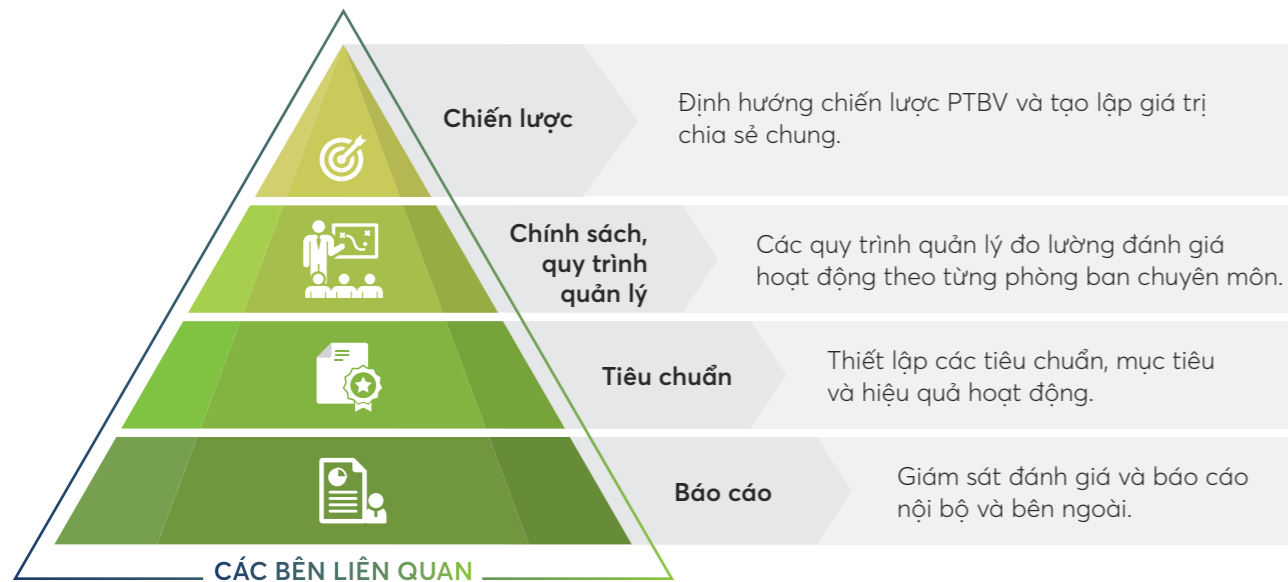 Chiến lược
Định hướng chiến lược PTBV và tạo lập giá trị
chia sẻ chung.
Chính sách,
quy trình
quản lý
Các quy trình quản lý đo lường đánh giá
hoạt động theo từng phòng ban chuyên môn.
Tiêu chuẩn
Thiết lập các tiêu chuẩn, mục tiêu
và hiệu quả hoạt động.
Báo cáo
Giám sát đánh giá và báo cáo
nội bộ và bên ngoài.
CÁC BÊN LIÊN QUAN